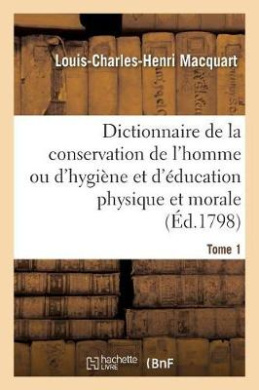 Louis-Charles-Henri Macquart
Dictionnaire de la conservation de l'homme
ou d'hygiène et d'éducation
physique et morale
(Éd.1798)
Tome 1
hachette
LIVRE
{BnF